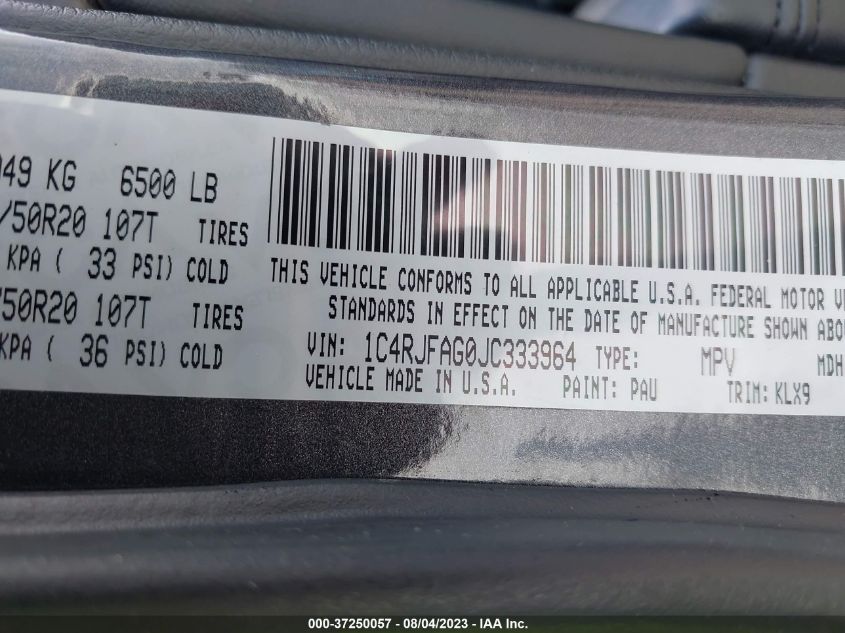 049 KG 6500 LB
/50R20 107T TIRES
KPA ( 33 PSI) COLD
/50R20 107T TIRES
KPA ( 36 PSI) COLD
THIS VEHICLE CONFORMS TO ALL APPLICABLE U.S.A. FEDERAL MOTOR VE
STANDARDS IN EFFECT ON THE DATE OF MANUFACTURE SHOWN ABO
VIN: 1C4RJFAG0JC333964 TYPE: MPV MDH
VEHICLE MADE IN U.S.A. PAINT: PAU TRIM: KLX9
000-37250057 - 08/04/2023 - IAA Inc.